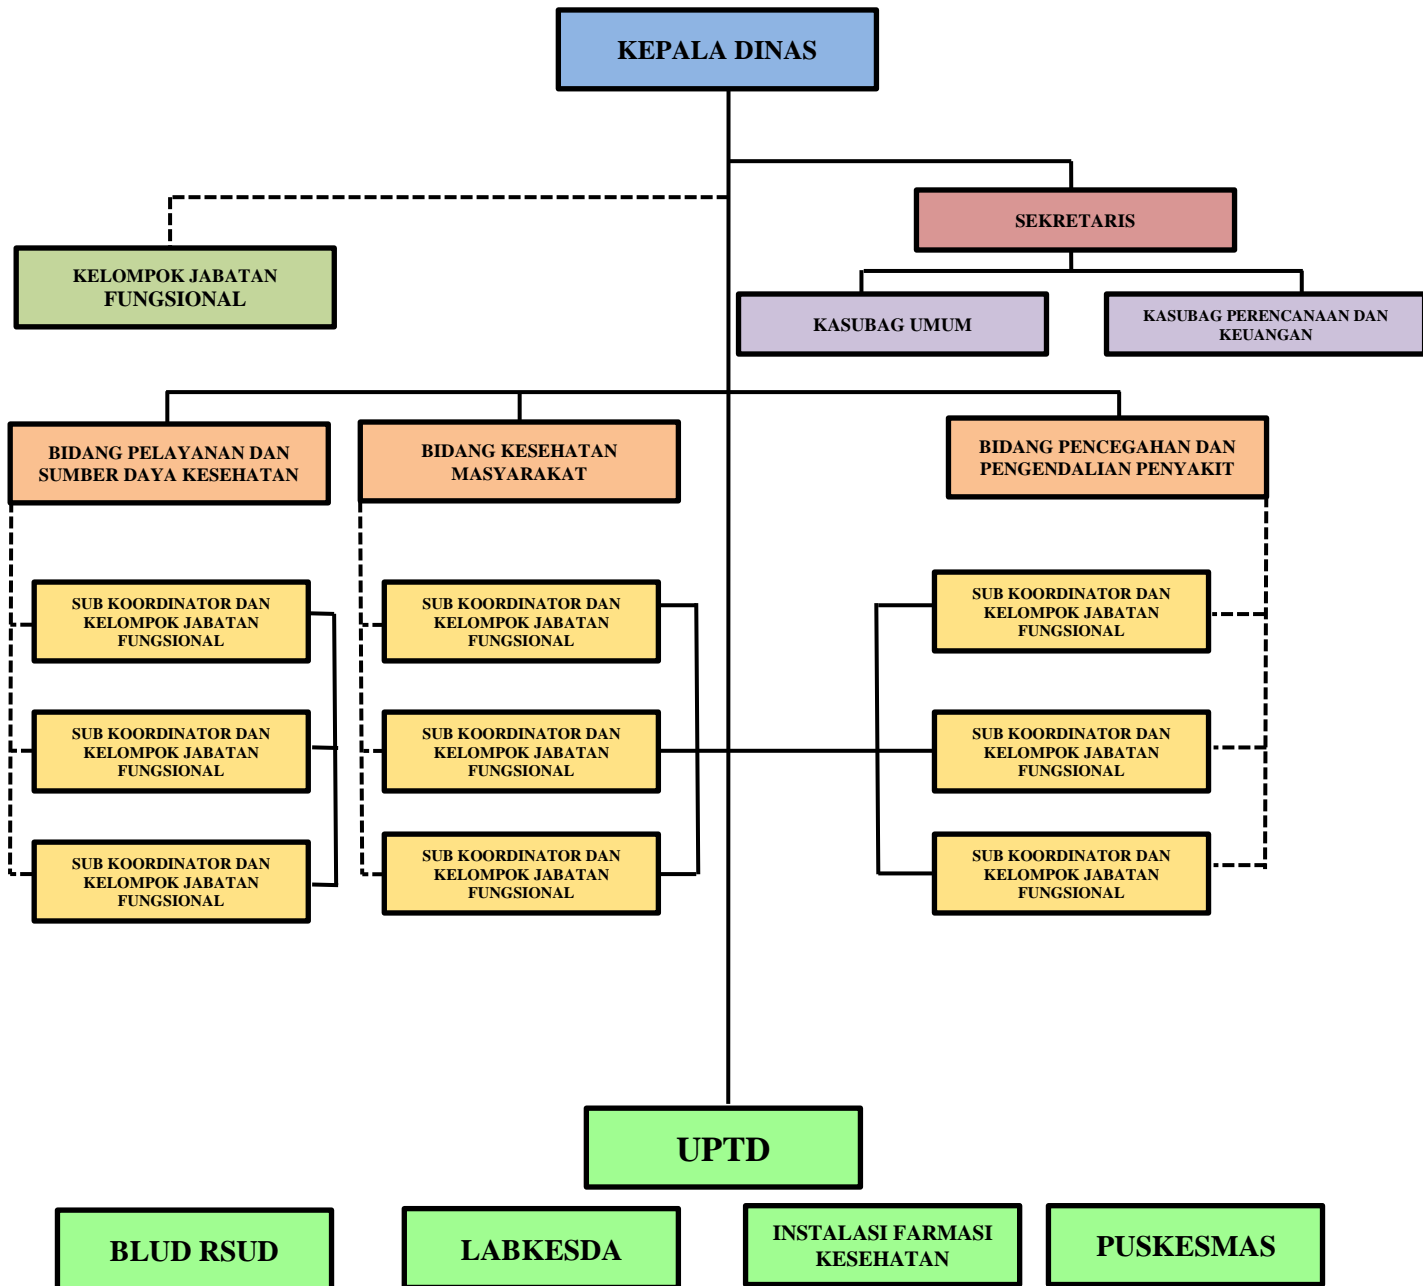 KEPALA DINAS
SEKRETARIS
KELOMPOK JABATAN
FUNGSIONAL
KASUBAG UMUM
KASUBAG PERENCANAAN DAN
KEUANGAN
BIDANG PELAYANAN DAN
SUMBER DAYA KESEHATAN
BIDANG KESEHATAN
MASYARAKAT
BIDANG PENCEGAHAN DAN
PENGENDALIAN PENYAKIT
SUB KOORDINATOR DAN
KELOMPOK JABATAN
FUNGSIONAL
SUB KOORDINATOR DAN
KELOMPOK JABATAN
FUNGSIONAL
SUB KOORDINATOR DAN
KELOMPOK JABATAN
FUNGSIONAL
SUB KOORDINATOR DAN
KELOMPOK JABATAN
FUNGSIONAL
SUB KOORDINATOR DAN
KELOMPOK JABATAN
FUNGSIONAL
SUB KOORDINATOR DAN
KELOMPOK JABATAN
FUNGSIONAL
SUB KOORDINATOR DAN
KELOMPOK JABATAN
FUNGSIONAL
SUB KOORDINATOR DAN
KELOMPOK JABATAN
FUNGSIONAL
SUB KOORDINATOR DAN
KELOMPOK JABATAN
FUNGSIONAL
UPTD
BLUD RSUD
LABKESDA
INSTALASI FARMASI
KESEHATAN
PUSKESMAS